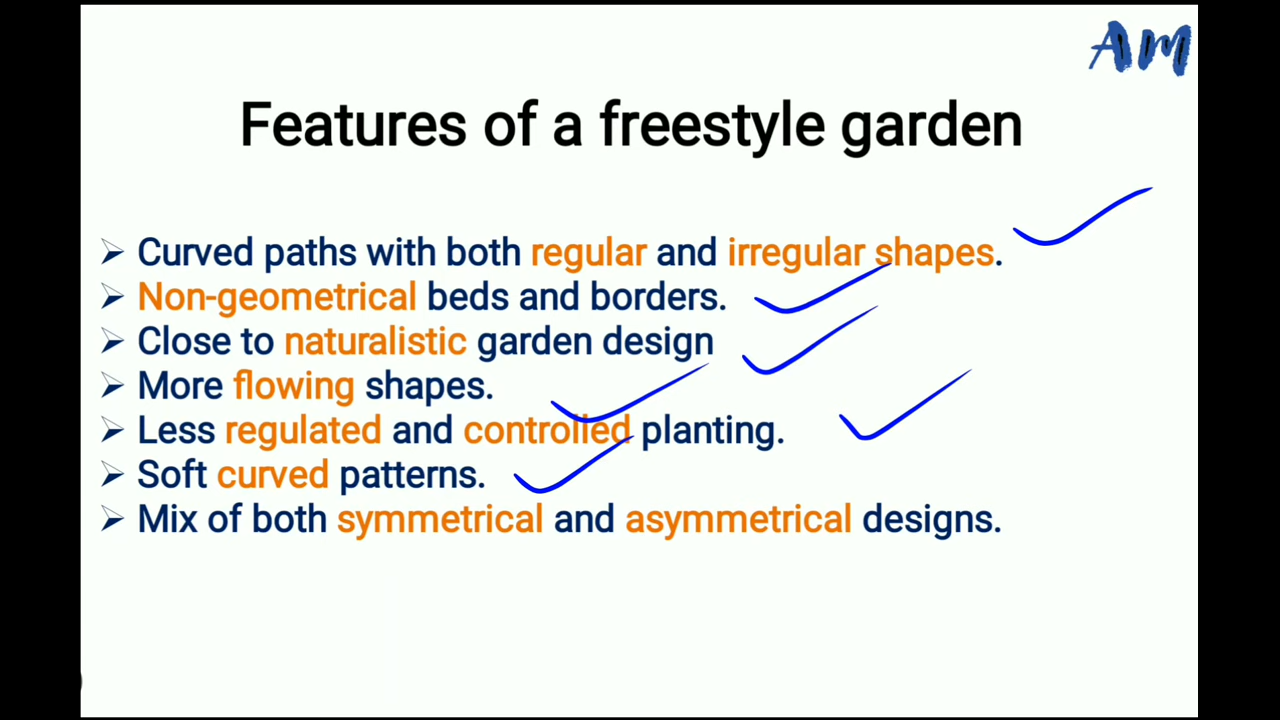 AM
Features of a freestyle garden
➢ Curved paths with both regular and irregular shapes.
➢ Non-geometrical beds and borders.
➢ Close to naturalistic garden design
➢ More flowing shapes.
➢ Less regulated and controlled planting.
➢ Soft curved patterns.
➢ Mix of both symmetrical and asymmetrical designs.